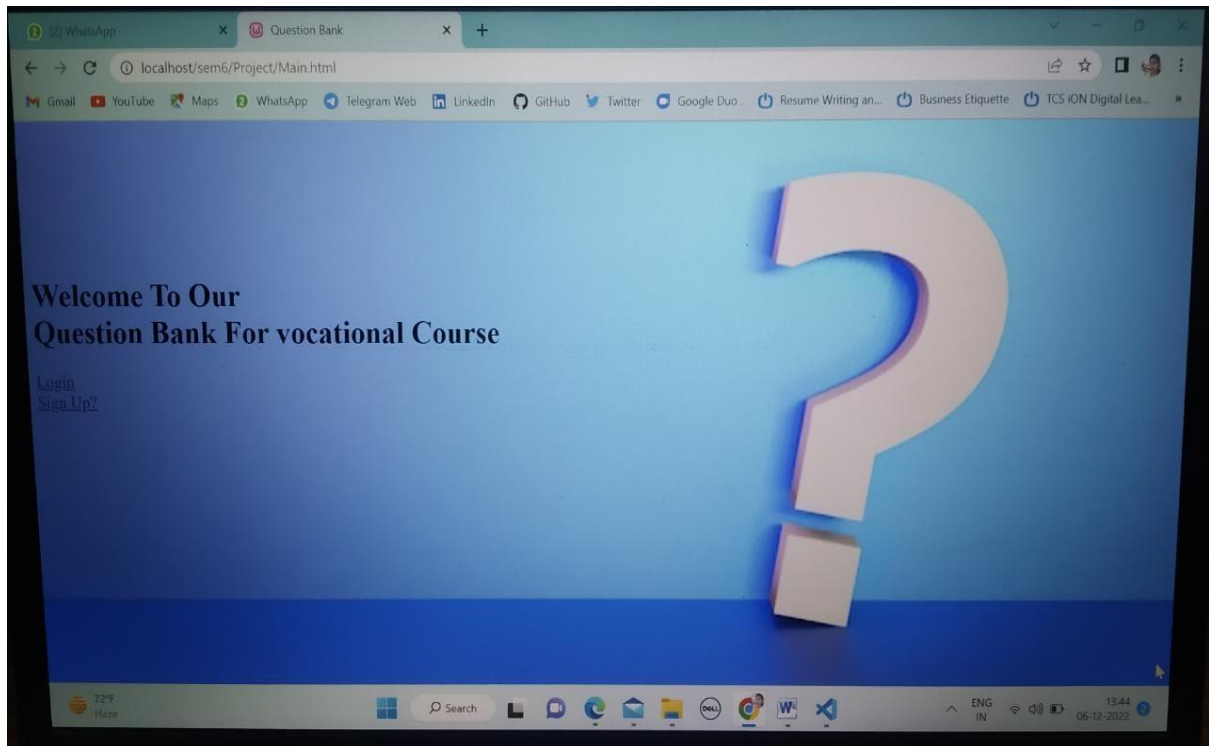 (2) WhatsApp
Question Bank
localhost/sem6/Project/Main.html
Gmail YouTube Maps WhatsApp Telegram Web LinkedIn GitHub Twitter Google Duo Resume Writing an... Business Etiquette TCS iON Digital Lea...
Welcome To Our
Question Bank For vocational Course
Login
Sign Up?
72°F
Haze
Search
DELL
W
ENG
IN
13:44
06-12-2022
2